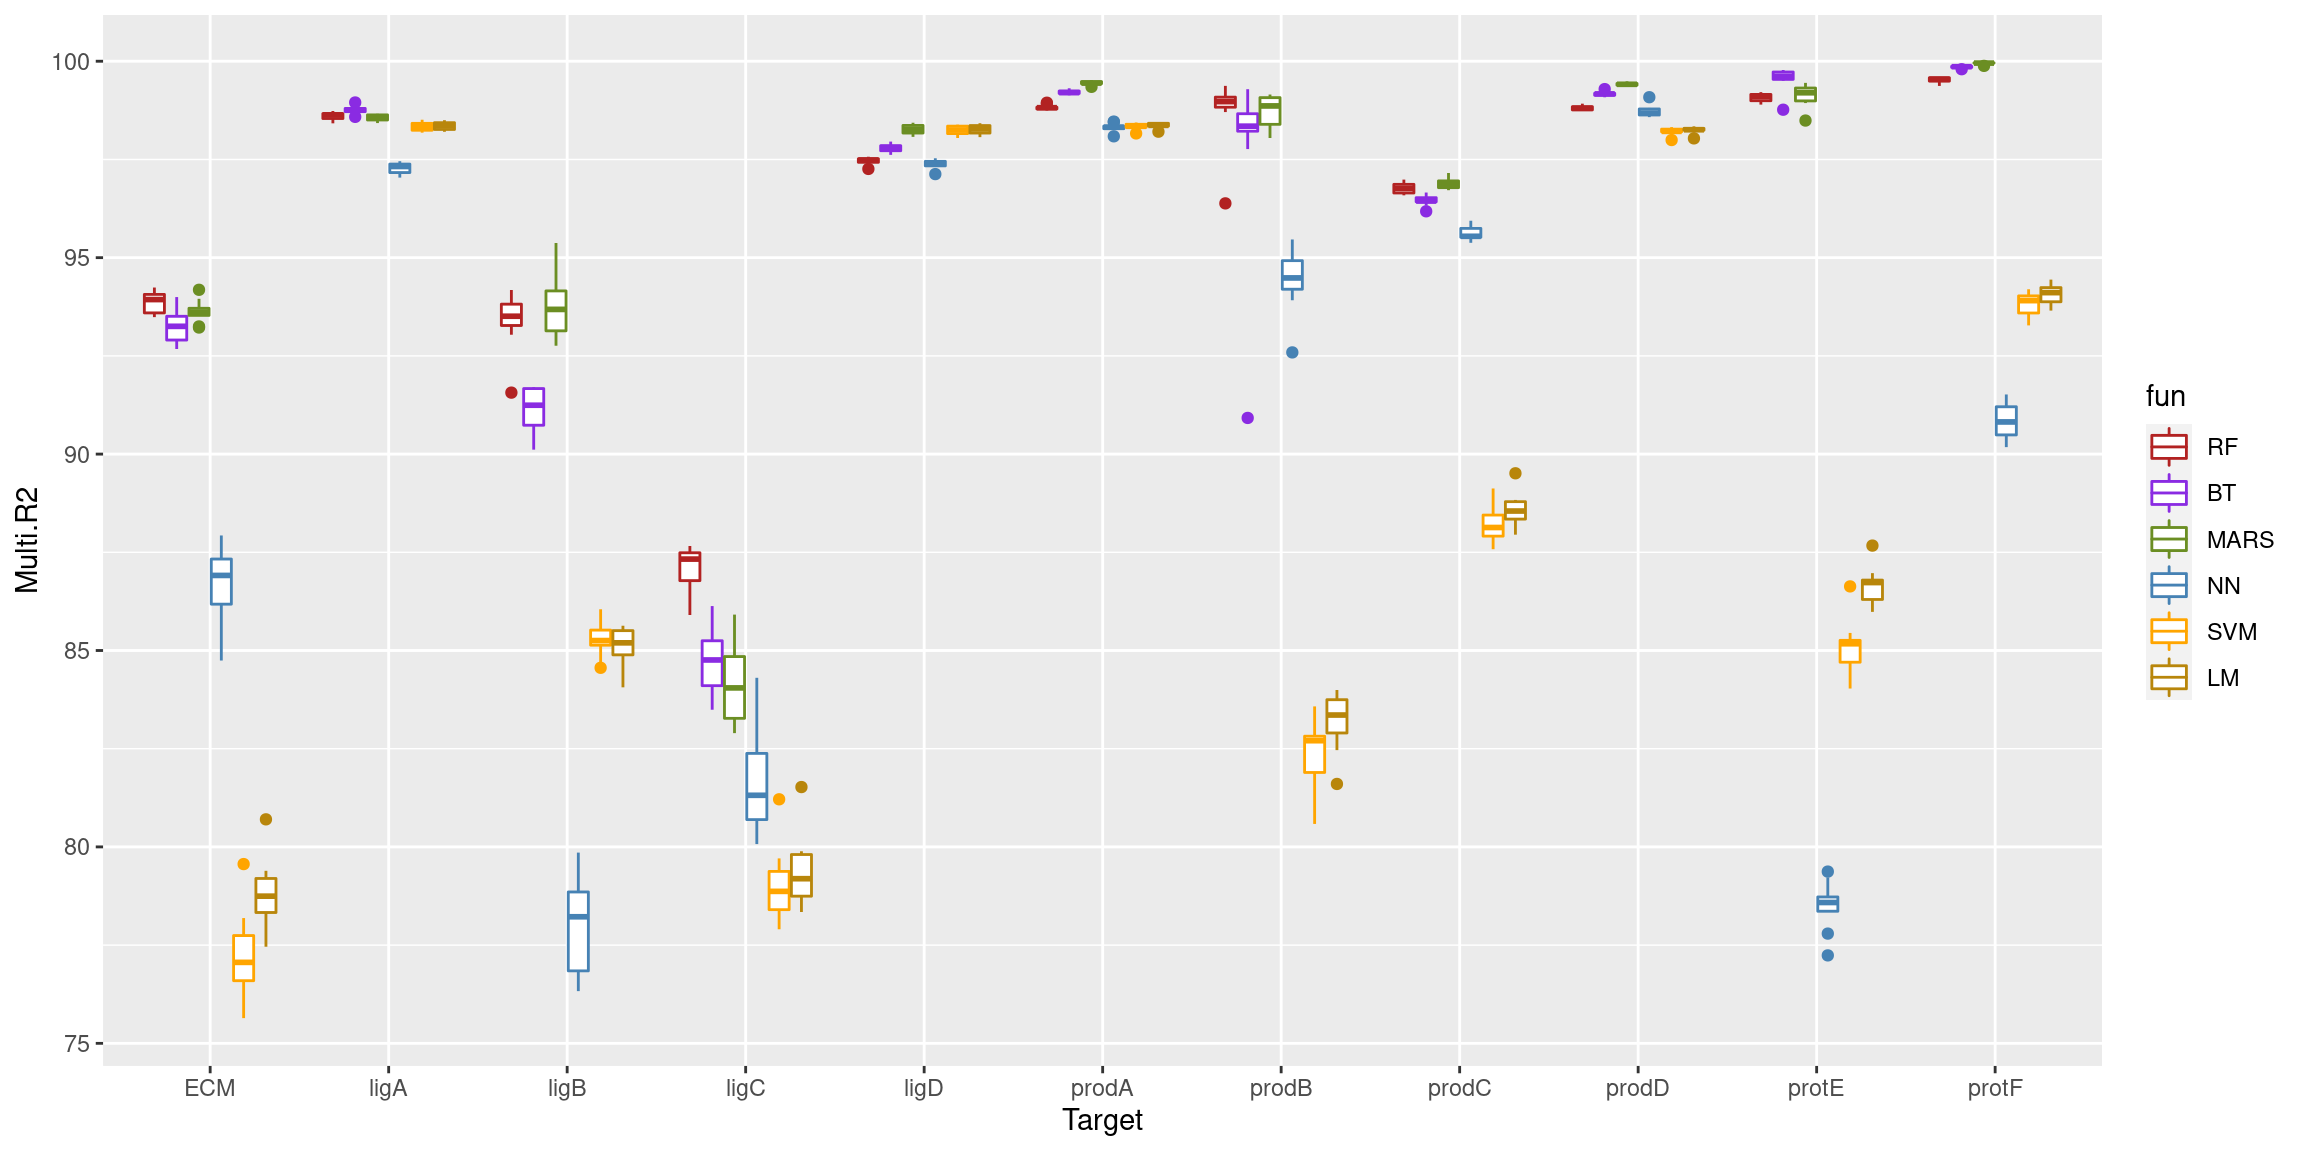 Multi.R2
100
95
90
85
80
75
ECM ligA ligB ligC ligD prodA prodB prodC prodD protE protF
Target
fun
RF
BT
MARS
NN
SVM
LM